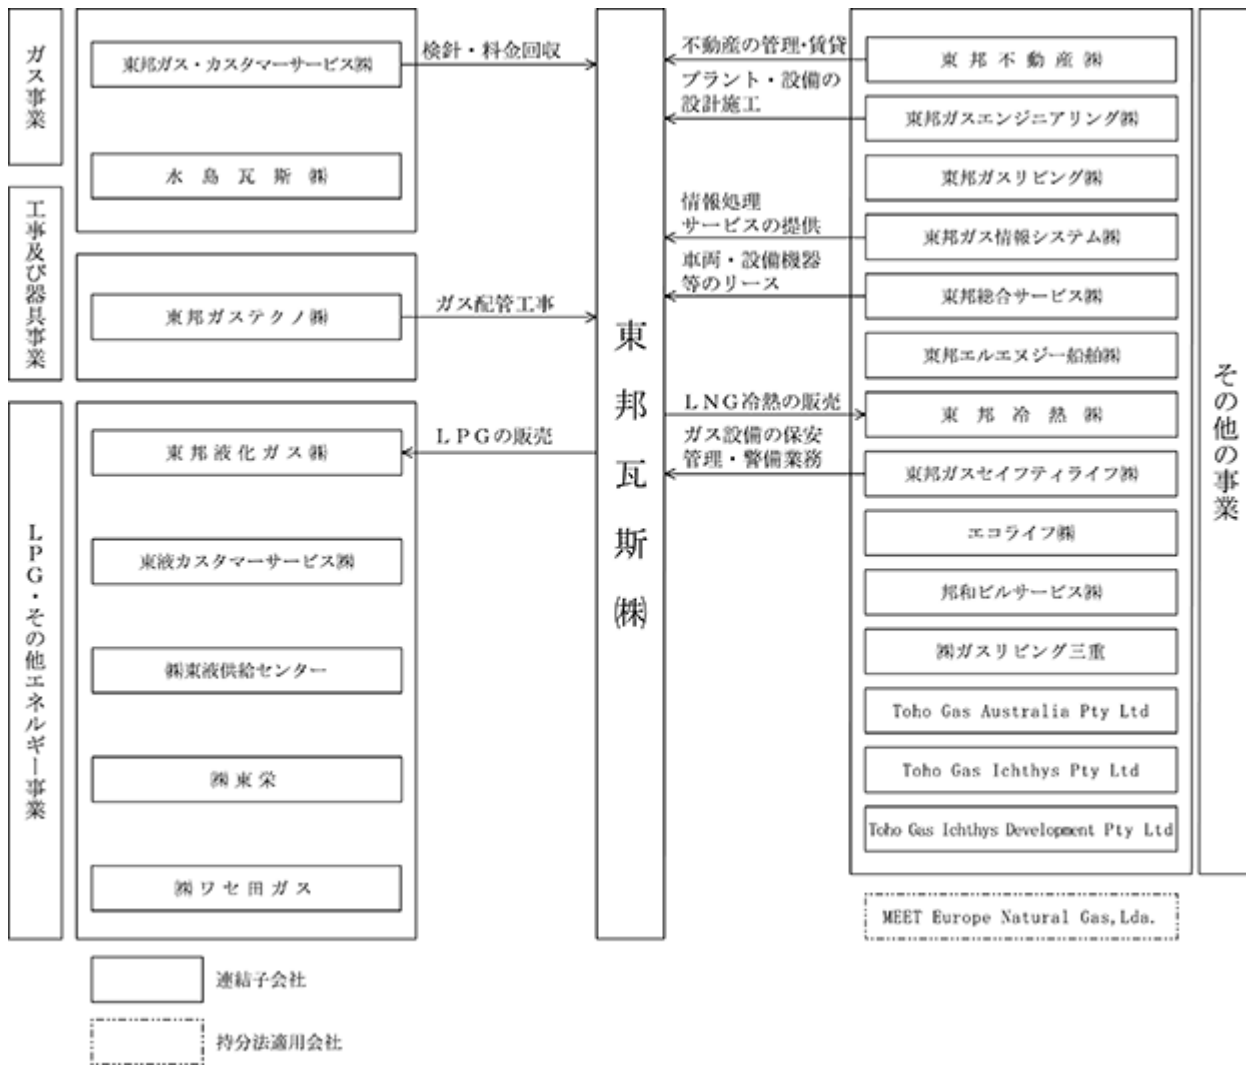 ガス事業
東邦ガス・カスタマーサービス㈱
検針・料金回収
水島瓦斯㈱
工事及び器具事業
東邦ガステクノ㈱
ガス配管工事
LPG・その他エネルギー事業
東邦液化ガス㈱
LPGの販売
東液カスタマーサービス㈱
㈱東液供給センター
㈱東栄
㈱ワセ田ガス
東邦瓦斯㈱
不動産の管理・賃貸
東邦不動産㈱
プラント・設備の
設計施工
東邦ガスエンジニアリング㈱
東邦ガスリビング㈱
情報処理
サービスの提供
東邦ガス情報システム㈱
車両・設備機器
等のリース
東邦総合サービス㈱
東邦エルエヌジー船舶㈱
LNG冷熱の販売
東邦冷熱㈱
ガス設備の保安
管理・警備業務
東邦ガスセイフティライフ㈱
エコライフ㈱
邦和ビルサービス㈱
㈱ガスリビング三重
Toho Gas Australia Pty Ltd
Toho Gas Ichthys Pty Ltd
Toho Gas Ichthys Development Pty Ltd
その他の事業
MEET Europe Natural Gas,Lda.
連結子会社
持分法適用会社